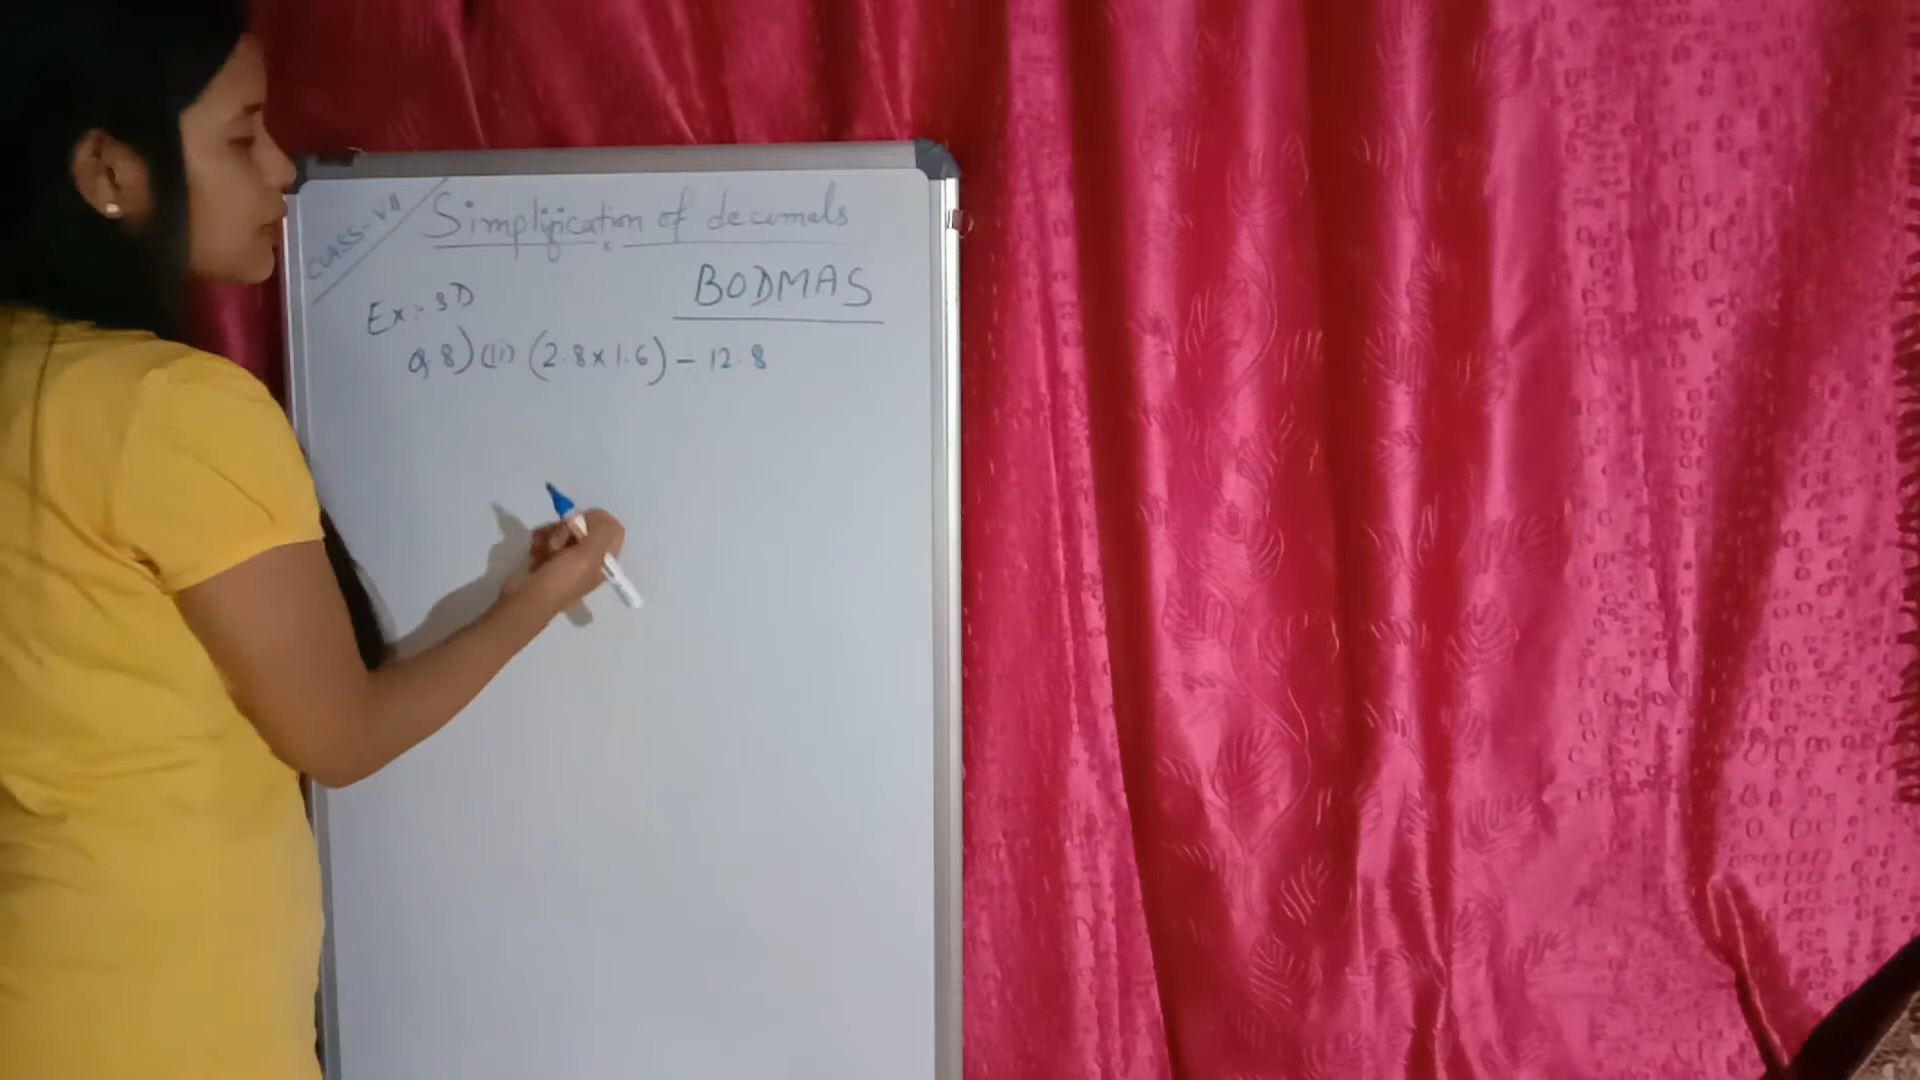 CLASS-VII
Simplification of decimals
BODMAS
Ex:- 3D
Q.8) (ii) (2.8 x 1.6) - 12.8